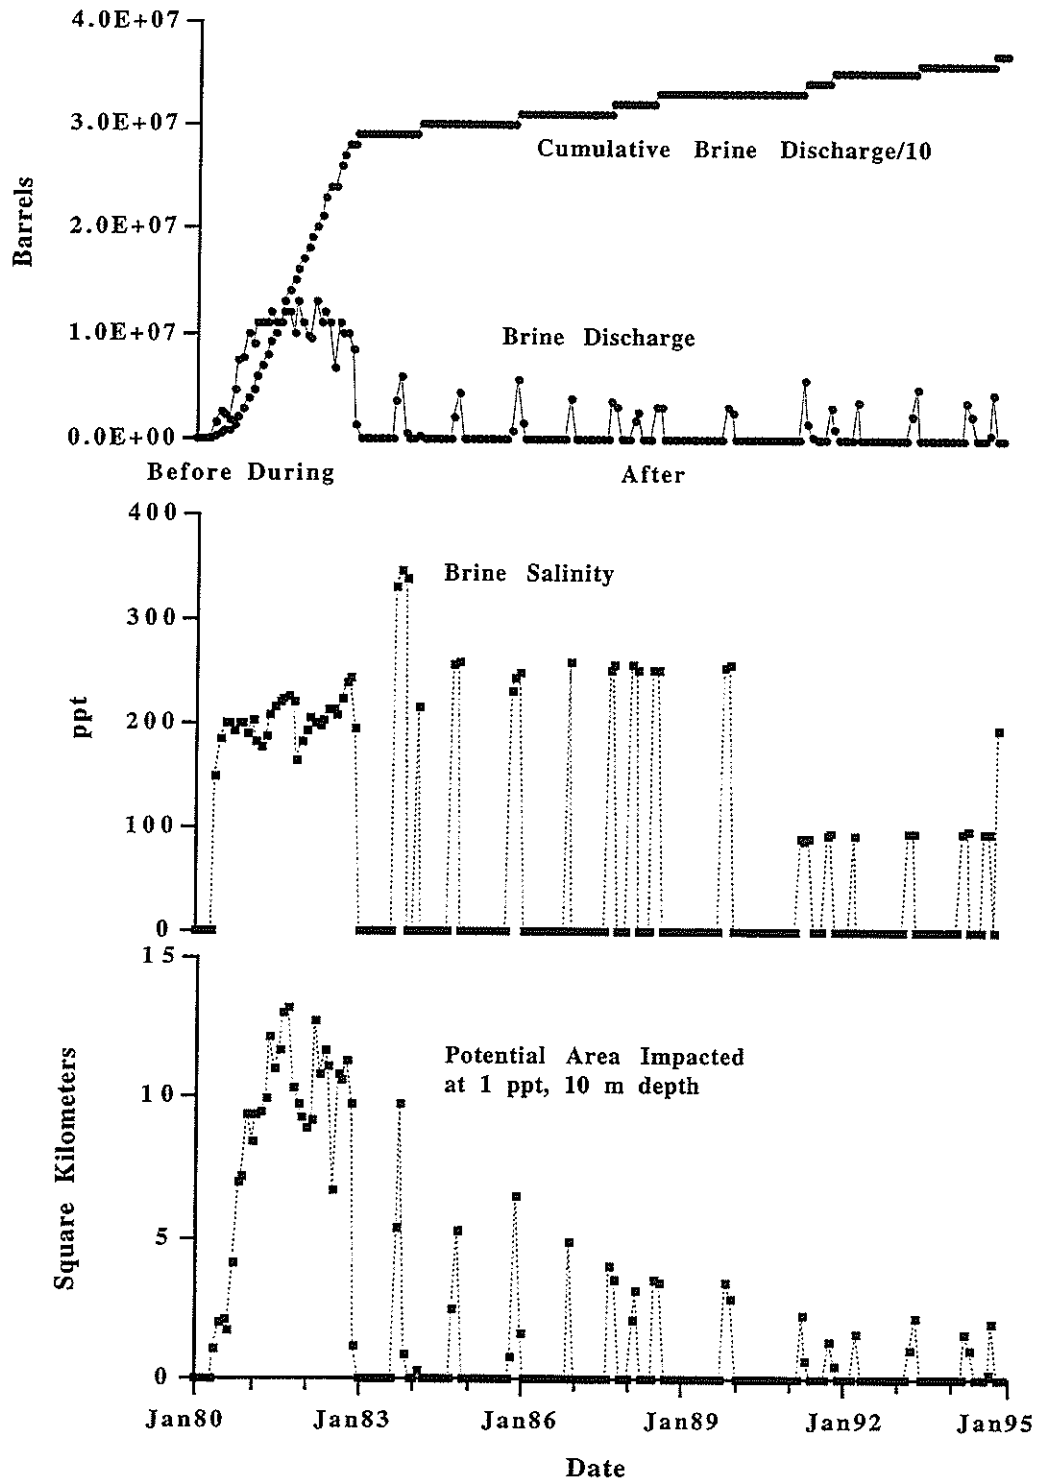 4.0E+07
3.0E+07
2.0E+07
1.0E+07
0.0E+00
Barrels
Cumulative Brine Discharge/10
Brine Discharge
Before During After
400
300
200
100
0
ppt
Brine Salinity
15
10
5
0
Square Kilometers
Potential Area Impacted
at 1 ppt, 10 m depth
Jan80 Jan83 Jan86 Jan89 Jan92 Jan95
Date